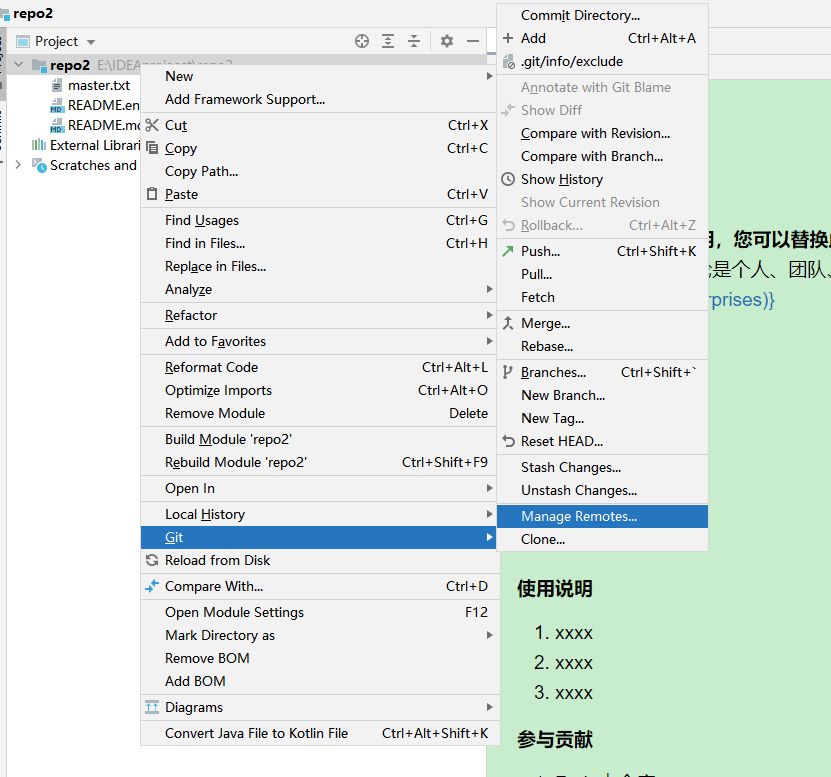 repo2
Project
repo2 E:\IDEAproject\repo2
master.txt
README.en
README.mc
External Librari
Scratches and
New
Add Framework Support...
Cut Ctrl+X
Copy Ctrl+C
Copy Path...
Paste Ctrl+V
Find Usages Ctrl+G
Find in Files... Ctrl+H
Replace in Files...
Analyze
Refactor
Add to Favorites
Reformat Code Ctrl+Alt+L
Optimize Imports Ctrl+Alt+O
Remove Module Delete
Build Module 'repo2'
Rebuild Module 'repo2' Ctrl+Shift+F9
Open In
Local History
Git
Reload from Disk
Compare With... Ctrl+D
Open Module Settings F12
Mark Directory as
Remove BOM
Add BOM
Diagrams
Convert Java File to Kotlin File Ctrl+Alt+Shift+K
Commit Directory...
Add Ctrl+Alt+A
.git/info/exclude
Annotate with Git Blame
Show Diff
Compare with Revision...
Compare with Branch...
Show History
Show Current Revision
Rollback... Ctrl+Alt+Z
Push... Ctrl+Shift+K
Pull...
Fetch
Merge...
Rebase...
Branches... Ctrl+Shift+`
New Branch...
New Tag...
Reset HEAD...
Stash Changes...
Unstash Changes...
Manage Remotes...
Clone...
，您可以替换
是个人、团队、
rprises)}
使用说明
1. xxxx
2. xxxx
3. xxxx
参与贡献